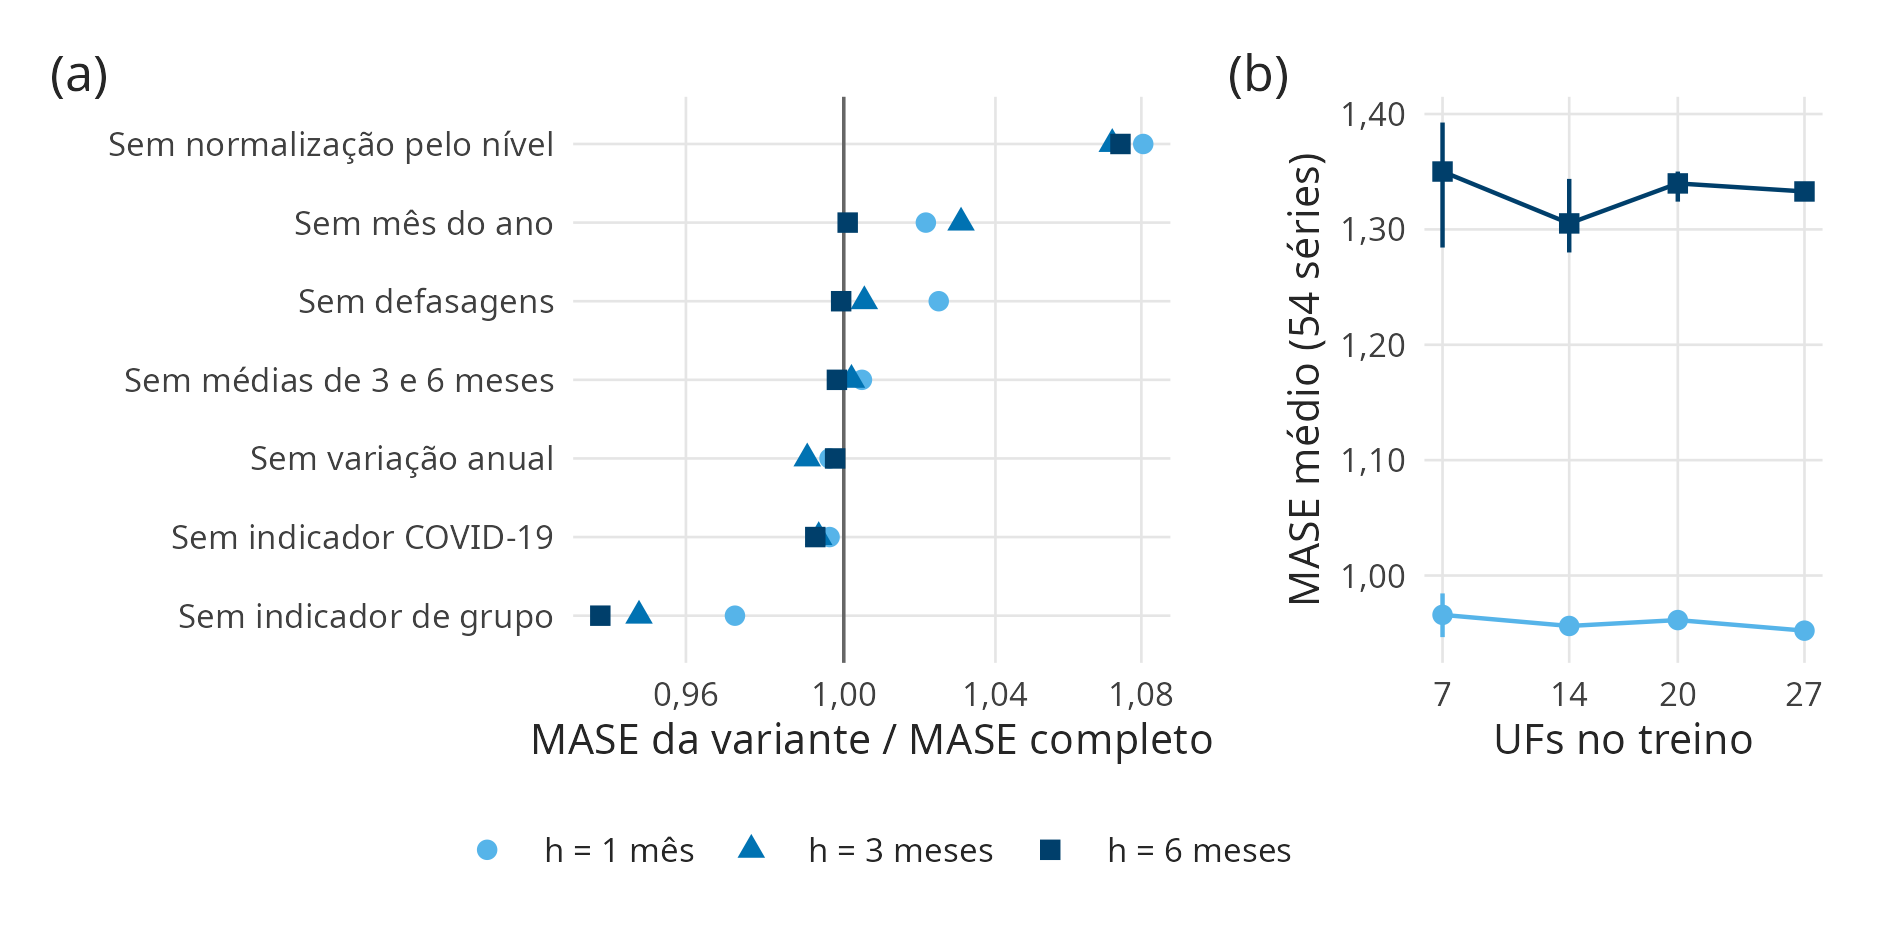 (a)
Sem normalização pelo nível
Sem mês do ano
Sem defasagens
Sem médias de 3 e 6 meses
Sem variação anual
Sem indicador COVID-19
Sem indicador de grupo
0,96 1,00 1,04 1,08
MASE da variante / MASE completo
(b)
MASE médio (54 séries)
1,40
1,30
1,20
1,10
1,00
7 14 20 27
UFs no treino
h = 1 mês h = 3 meses h = 6 meses